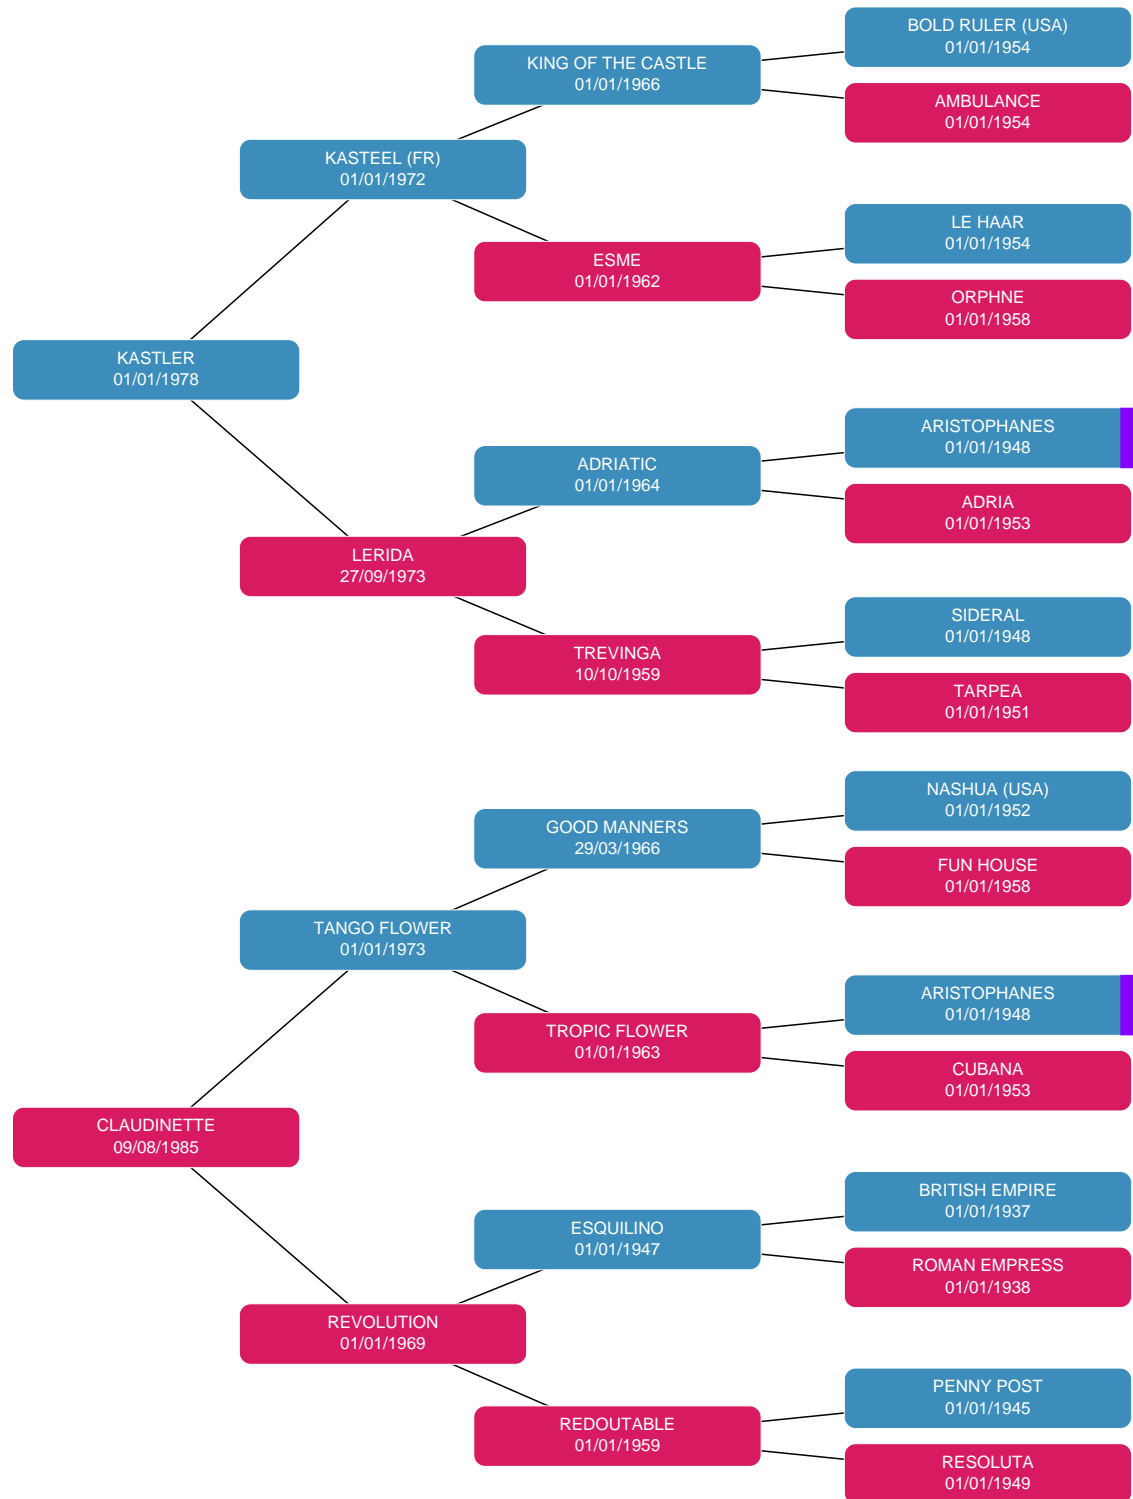 BOLD RULER (USA)
01/01/1954
KING OF THE CASTLE
01/01/1966
AMBULANCE
01/01/1954
KASTEEL (FR)
01/01/1972
LE HAAR
01/01/1954
ESME
01/01/1962
ORPHNE
01/01/1958
KASTLER
01/01/1978
ARISTOPHANES
01/01/1948
ADRIATIC
01/01/1964
ADRIA
01/01/1953
LERIDA
27/09/1973
SIDERAL
01/01/1948
TREVINGA
10/10/1959
TARPEA
01/01/1951
NASHUA (USA)
01/01/1952
GOOD MANNERS
29/03/1966
FUN HOUSE
01/01/1958
TANGO FLOWER
01/01/1973
ARISTOPHANES
01/01/1948
TROPIC FLOWER
01/01/1963
CUBANA
01/01/1953
CLAUDINETTE
09/08/1985
BRITISH EMPIRE
01/01/1937
ESQUILINO
01/01/1947
ROMAN EMPRESS
01/01/1938
REVOLUTION
01/01/1969
PENNY POST
01/01/1945
REDOUTABLE
01/01/1959
RESOLUTA
01/01/1949